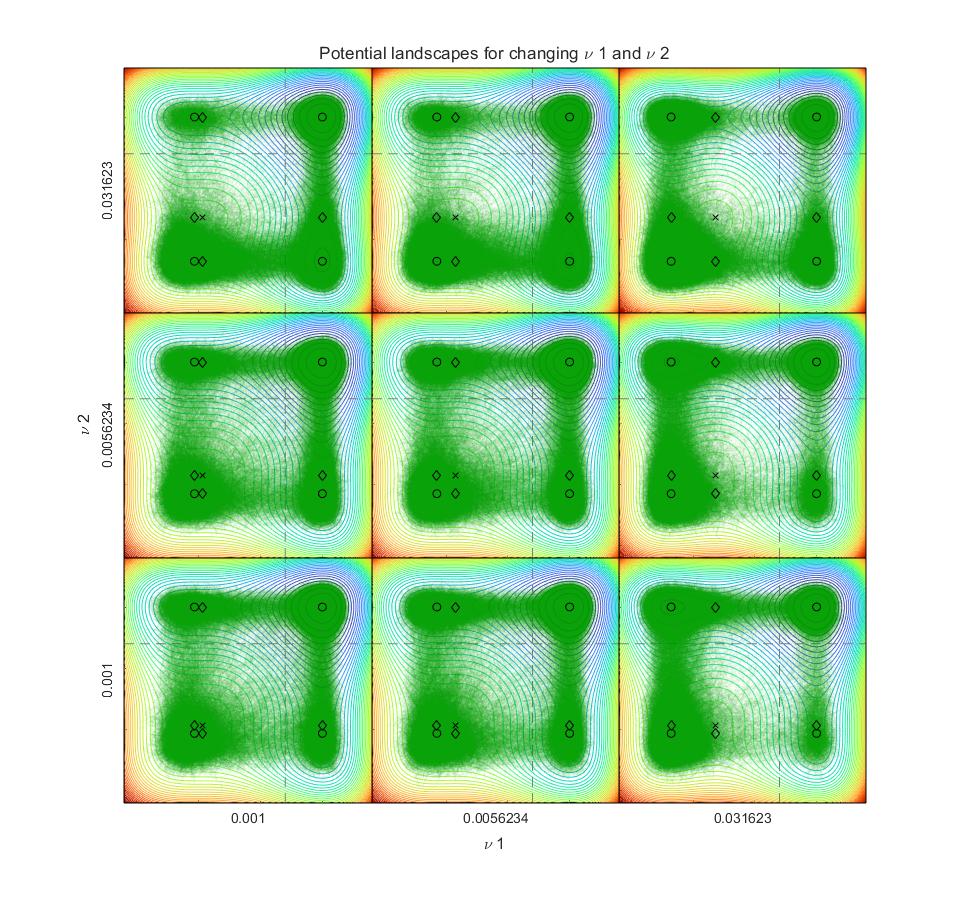 Potential landscapes for changing ν 1 and ν 2
0.031623
ν 2
0.0056234
0.001
0.001
0.0056234
0.031623
ν 1